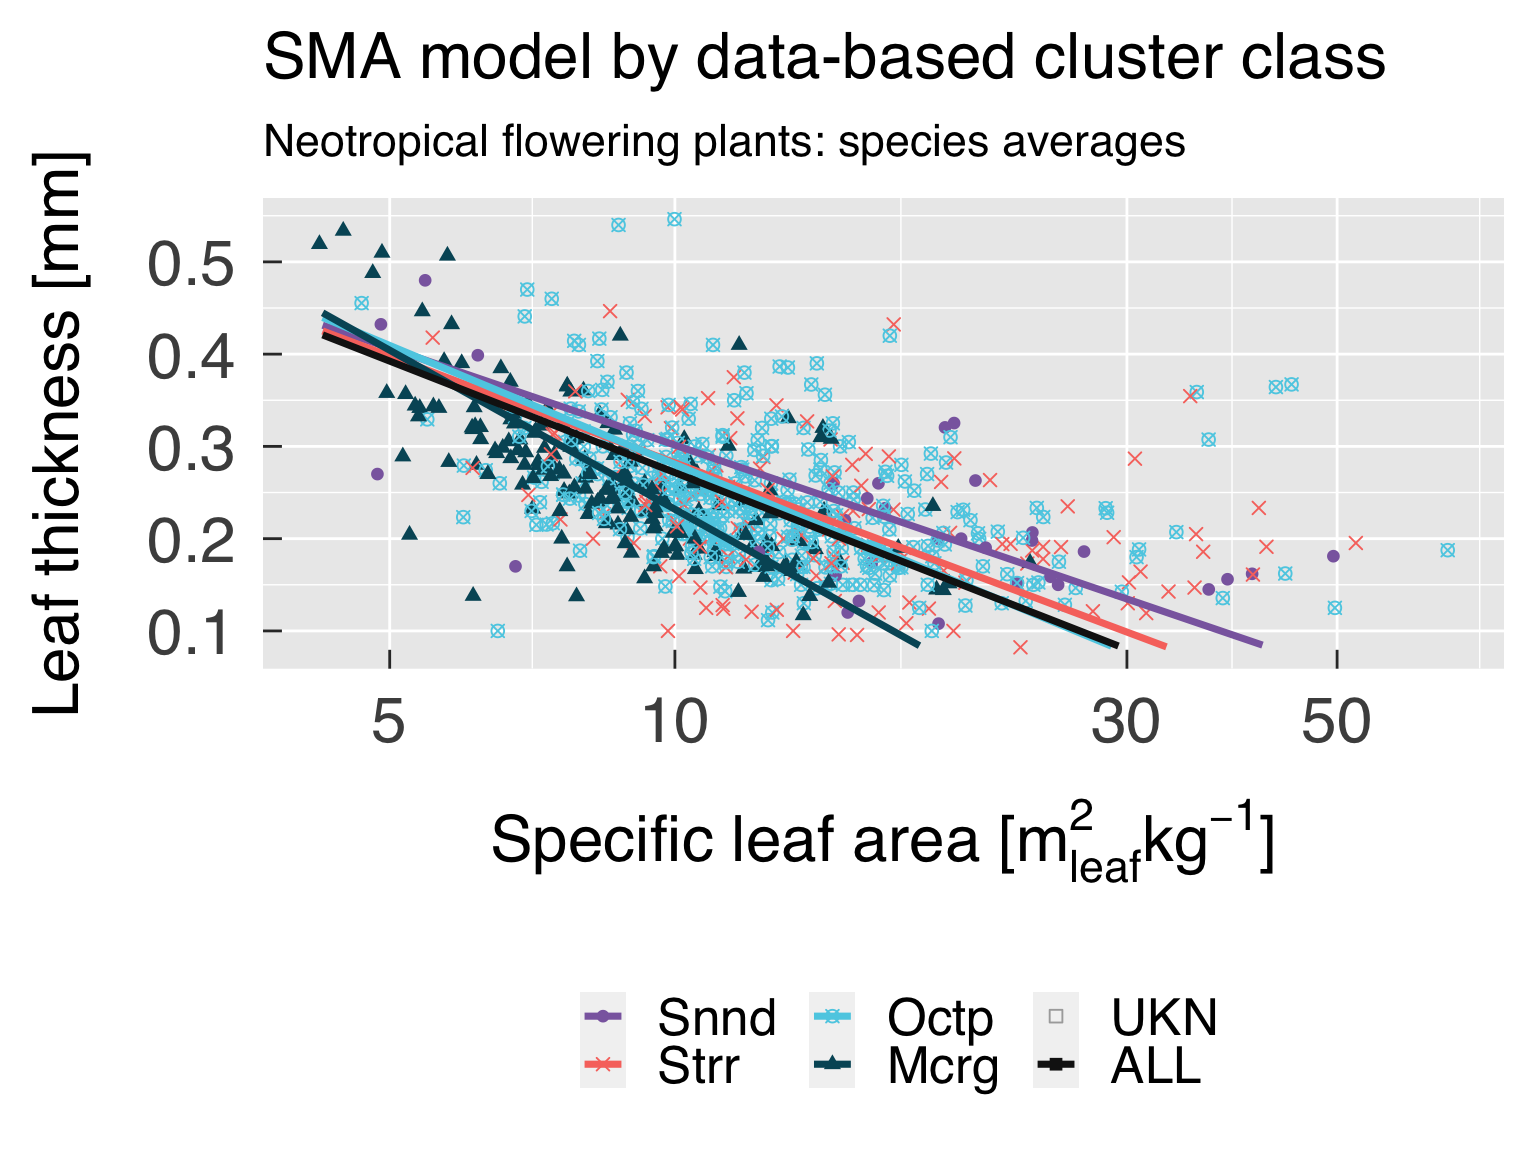 SMA model by data-based cluster class
Neotropical flowering plants: species averages
Leaf thickness [mm]
0.5
0.4
0.3
0.2
0.1
5 10 30 50
Specific leaf area [m²_leaf kg⁻¹]
Snnd Octp UKN
Strr Mcrg ALL